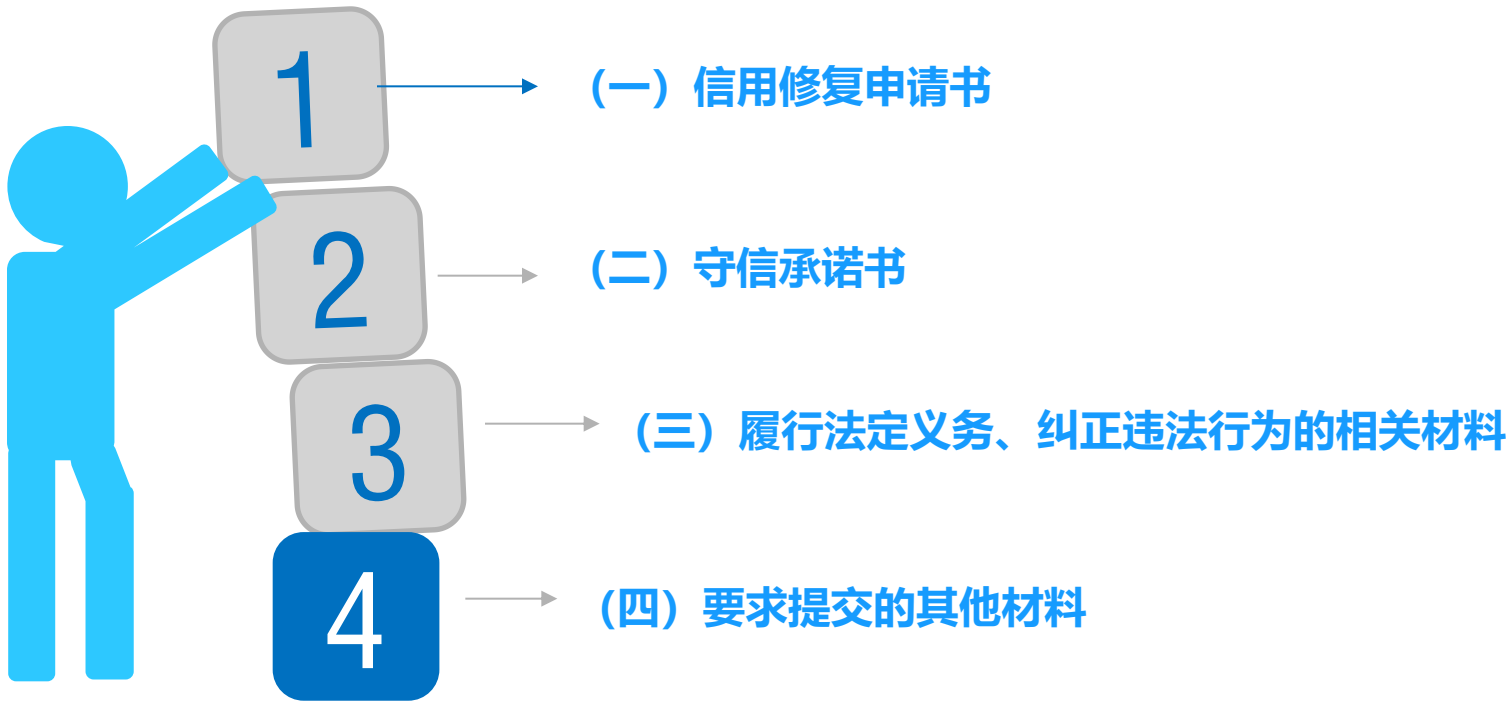 1
（一）信用修复申请书
2
（二）守信承诺书
3
（三）履行法定义务、纠正违法行为的相关材料
4
（四）要求提交的其他材料